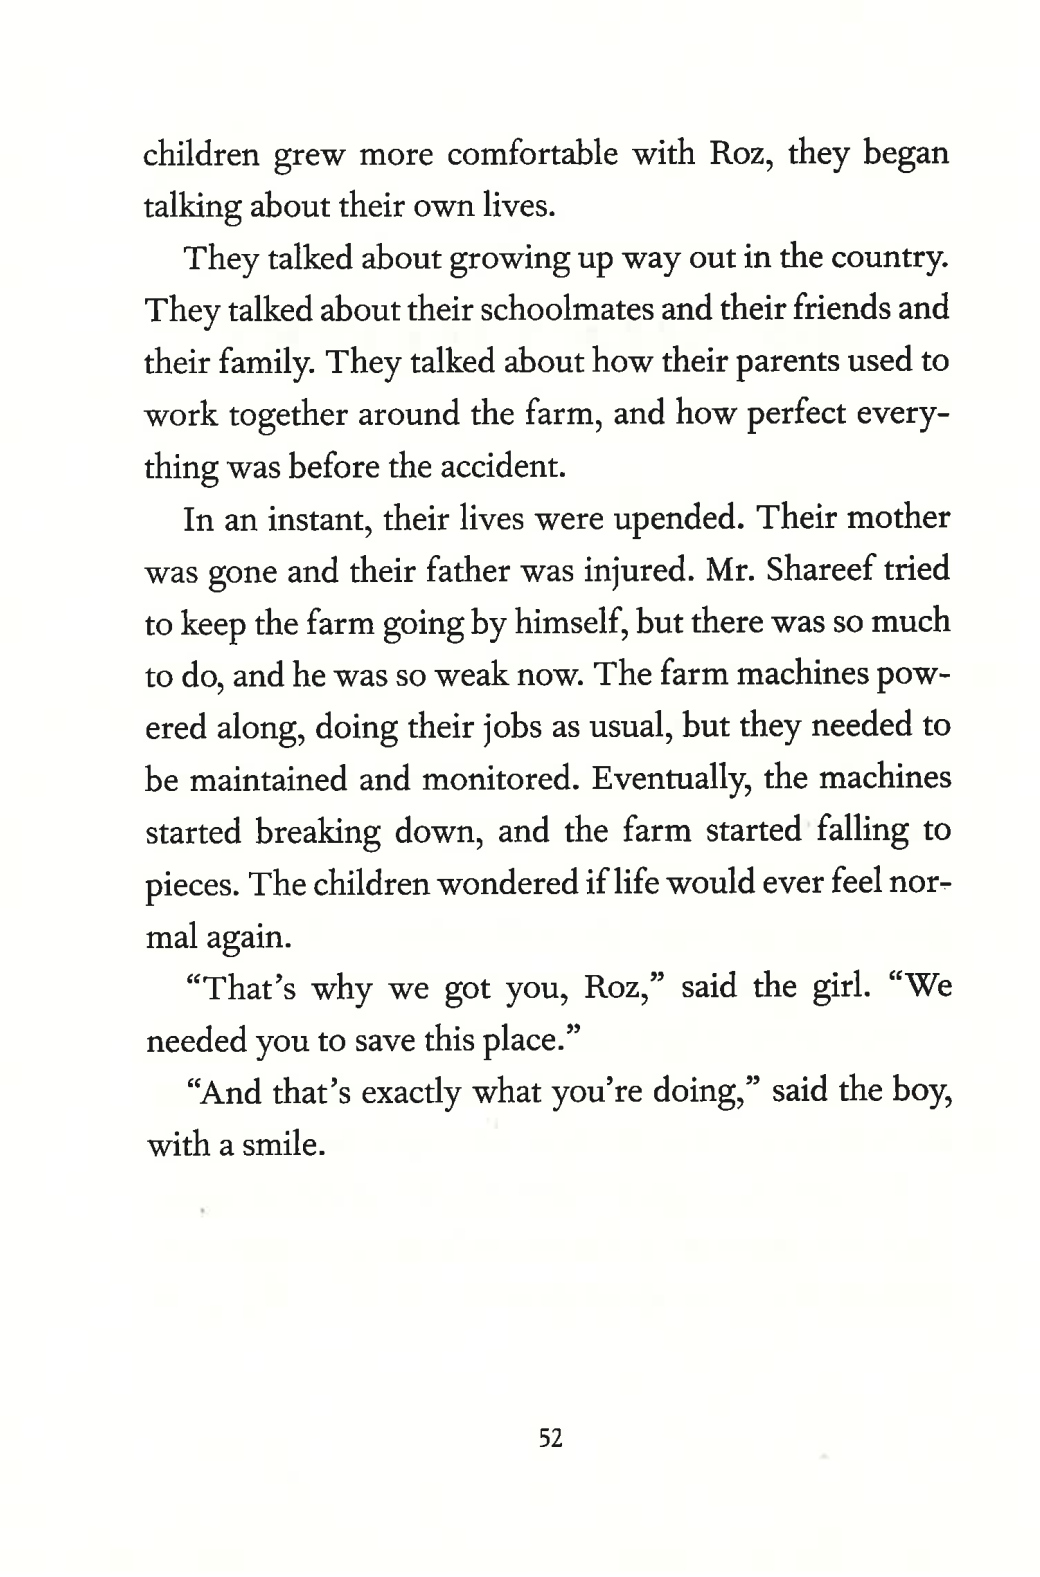 children grew more comfortable with Roz, they began
talking about their own lives.
They talked about growing up way out in the country.
They talked about their schoolmates and their friends and
their family. They talked about how their parents used to
work together around the farm, and how perfect every-
thing was before the accident.
In an instant, their lives were upended. Their mother
was gone and their father was injured. Mr. Shareef tried
to keep the farm going by himself, but there was so much
to do, and he was so weak now. The farm machines pow-
ered along, doing their jobs as usual, but they needed to
be maintained and monitored. Eventually, the machines
started breaking down, and the farm started falling to
pieces. The children wondered if life would ever feel nor-
mal again.
“That’s why we got you, Roz,” said the girl. “We
needed you to save this place.”
“And that’s exactly what you’re doing,” said the boy,
with a smile.
52